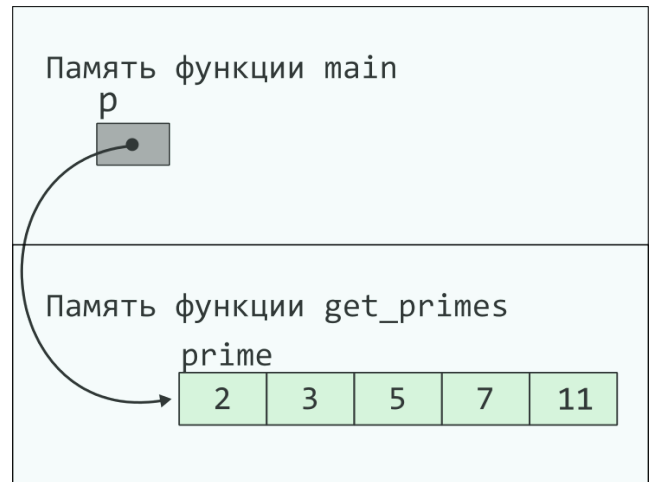 Память функции main
p
Память функции get_primes
prime
2 3 5 7 11